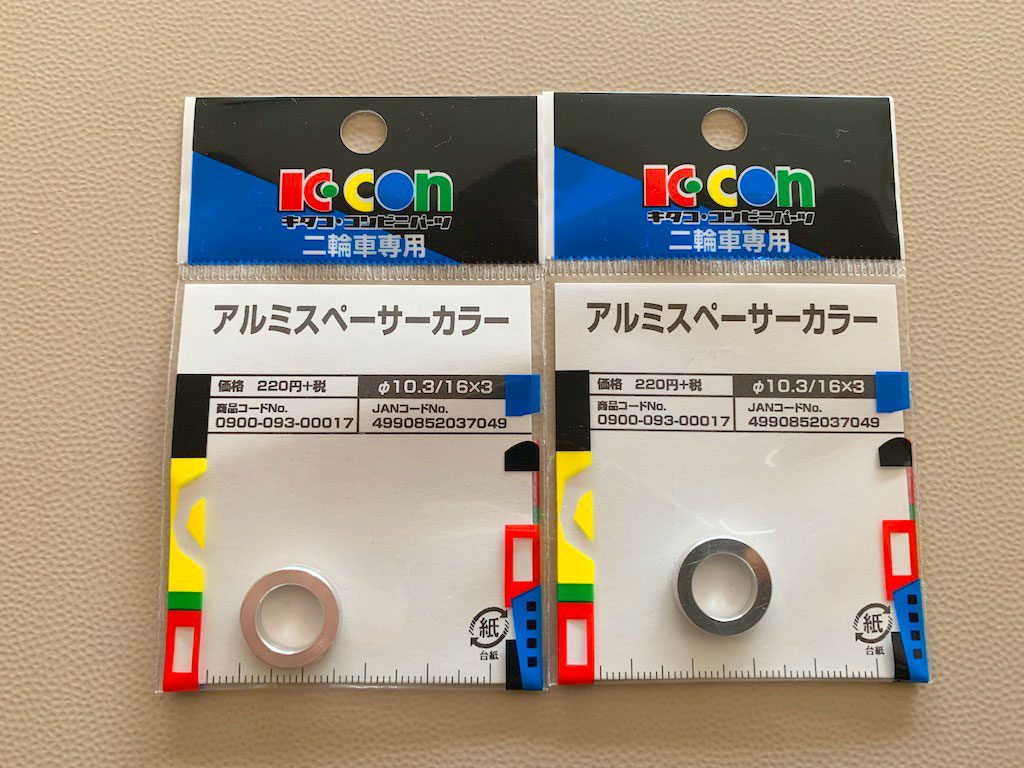 K・CON
キタコ・コンビニパーツ
二輪車専用
アルミスペーサーカラー
価格 220円+税
φ10.3/16×3
商品コードNo.
0900-093-00017
JANコードNo.
4990852037049
紙
台紙
K・CON
キタコ・コンビニパーツ
二輪車専用
アルミスペーサーカラー
価格 220円+税
φ10.3/16×3
商品コードNo.
0900-093-00017
JANコードNo.
4990852037049
紙
台紙